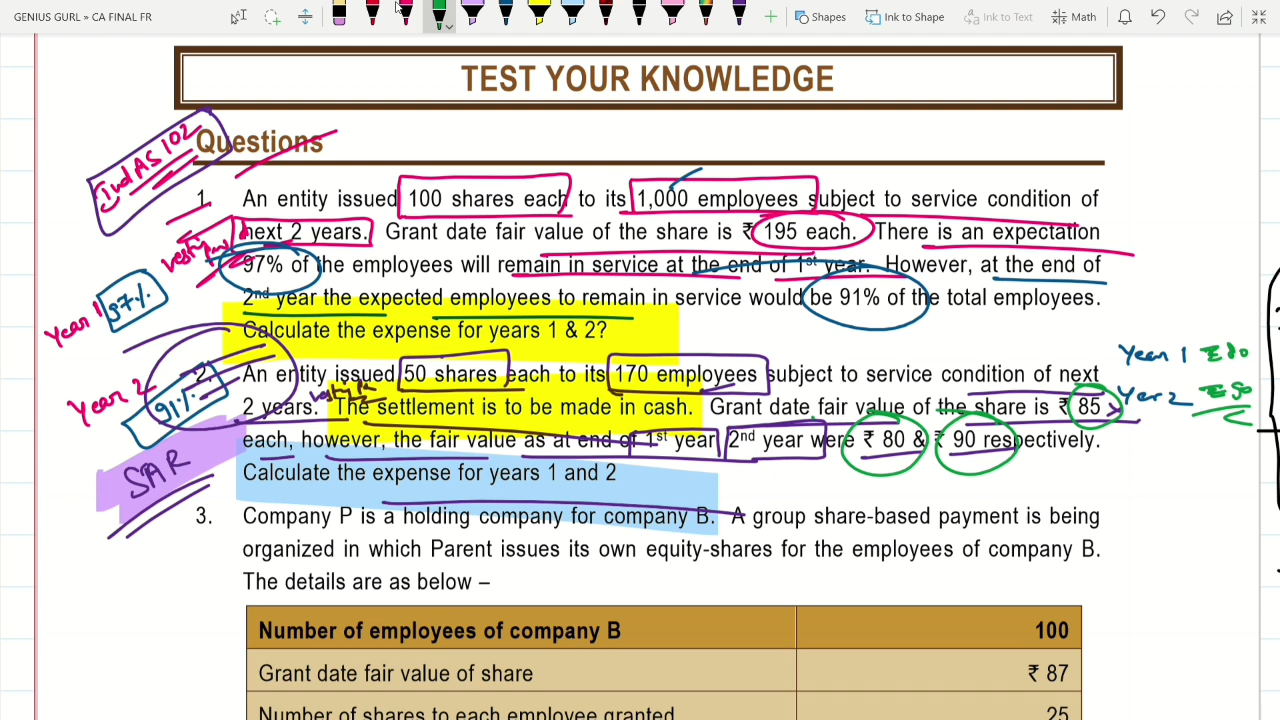 GENIUS GURL » CA FINAL FR
Shapes
Ink to Shape
Ink to Text
Math
TEST YOUR KNOWLEDGE
Ind AS 102
Questions
1. An entity issued 100 shares each to its 1,000 employees subject to service condition of
next 2 years. Grant date fair value of the share is ₹ 195 each. There is an expectation
97% of the employees will remain in service at the end of 1st year. However, at the end of
2nd year the expected employees to remain in service would be 91% of the total employees.
Calculate the expense for years 1 & 2?
Year 1 97%
Year 2 91%
2. An entity issued 50 shares each to its 170 employees subject to service condition of next
2 years. The settlement is to be made in cash. Grant date fair value of the share is ₹ 85
each, however, the fair value as at end of 1st year 2nd year were ₹ 80 & ₹ 90 respectively.
Calculate the expense for years 1 and 2
Year 1 ₹80
Year 2
SAR
3. Company P is a holding company for company B. A group share-based payment is being
organized in which Parent issues its own equity-shares for the employees of company B.
The details are as below –
Number of employees of company B 100
Grant date fair value of share ₹ 87
Number of shares to each employee granted 25